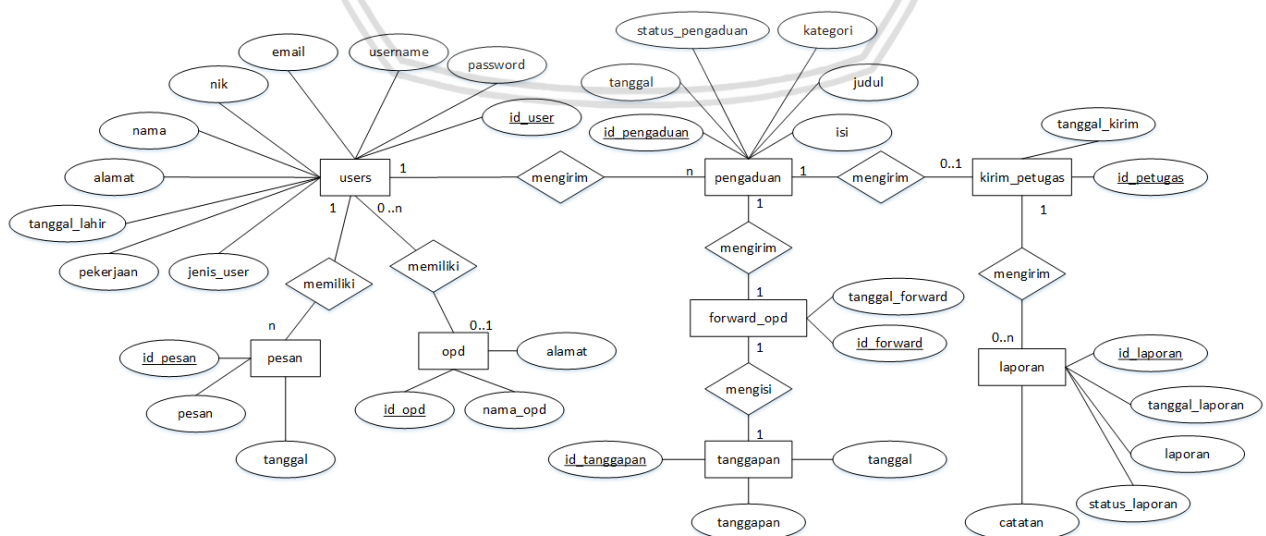 status_pengaduan
kategori
email
username
password
tanggal
judul
nik
id_user
id_pengaduan
isi
tanggal_kirim
nama
alamat
users
1
mengirim
n
pengaduan
1
mengirim
0..1
kirim_petugas
id_petugas
1
0..n
1
1
tanggal_lahir
pekerjaan
jenis_user
memiliki
memiliki
mengirim
mengirim
1
tanggal_forward
n
0..1
forward_opd
id_forward
1
0..n
id_pesan
pesan
opd
alamat
mengisi
laporan
id_laporan
pesan
id_opd
nama_opd
tanggal_laporan
1
tanggal
id_tanggapan
tanggapan
tanggal
laporan
status_laporan
tanggapan
catatan